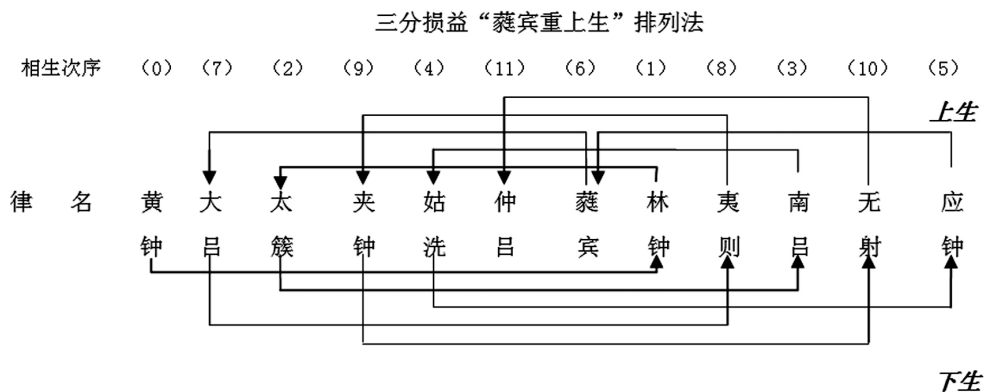 三分损益“蕤宾重上生”排列法
相生次序 （0）（7）（2）（9）（4）（11）（6）（1）（8）（3）（10）（5）
上生
律 名 黄 大 太 夹 姑 仲 蕤 林 夷 南 无 应
钟 吕 簇 钟 洗 吕 宾 钟 则 吕 射 钟
下生